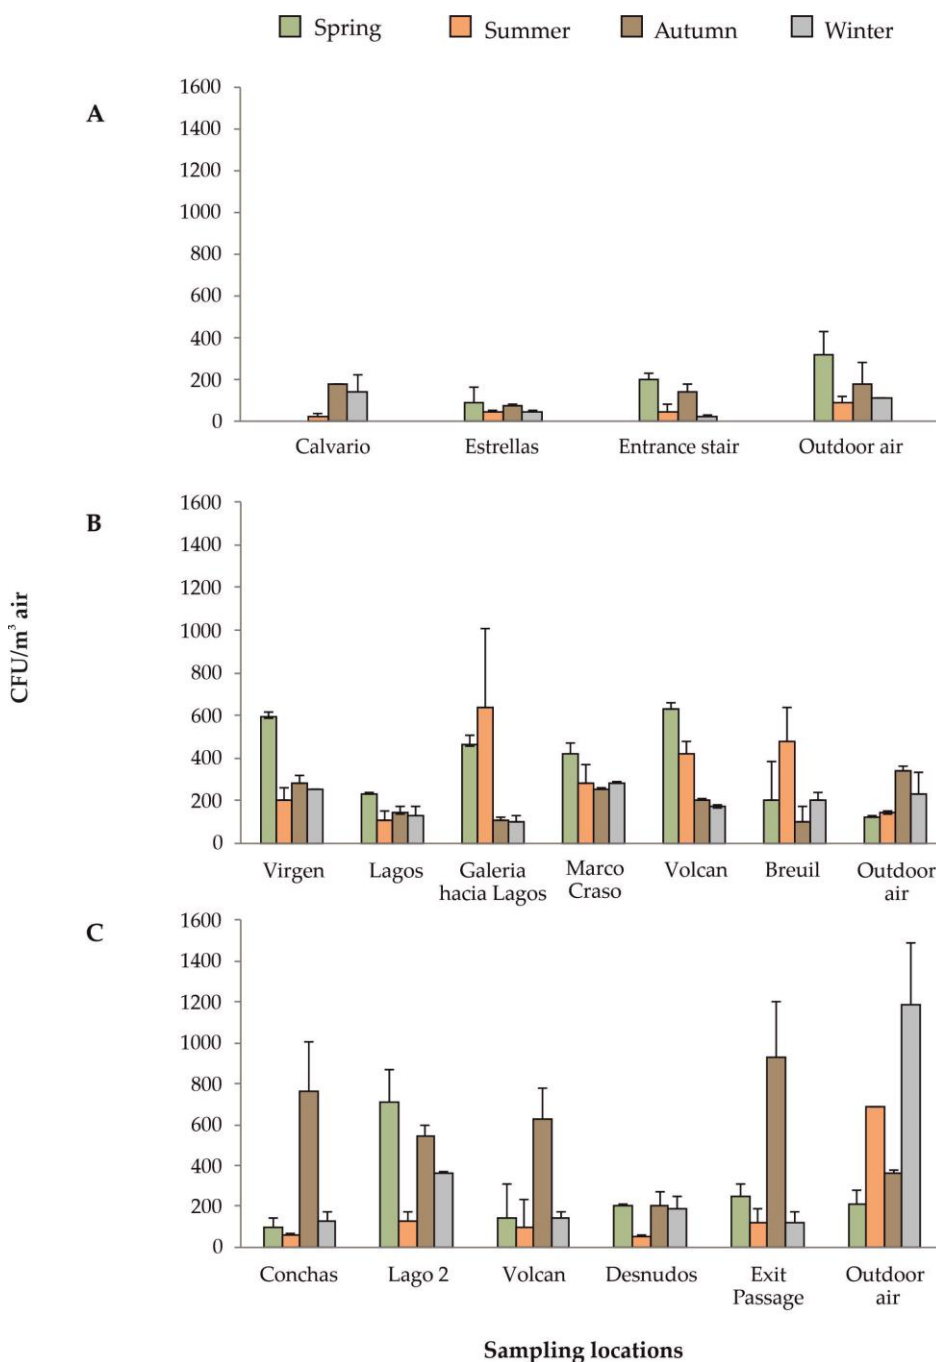 Spring Summer Autumn Winter
A
1600
1400
1200
1000
800
600
400
200
0
Calvario Estrellas Entrance stair Outdoor air
B
1600
1400
1200
1000
800
600
400
200
0
Virgen Lagos Galeria Marco Volcan Breuil Outdoor
hacia Lagos Craso air
CFU/m³ air
C
1600
1400
1200
1000
800
600
400
200
0
Conchas Lago 2 Volcan Desnudos Exit Outdoor
Passage air
Sampling locations